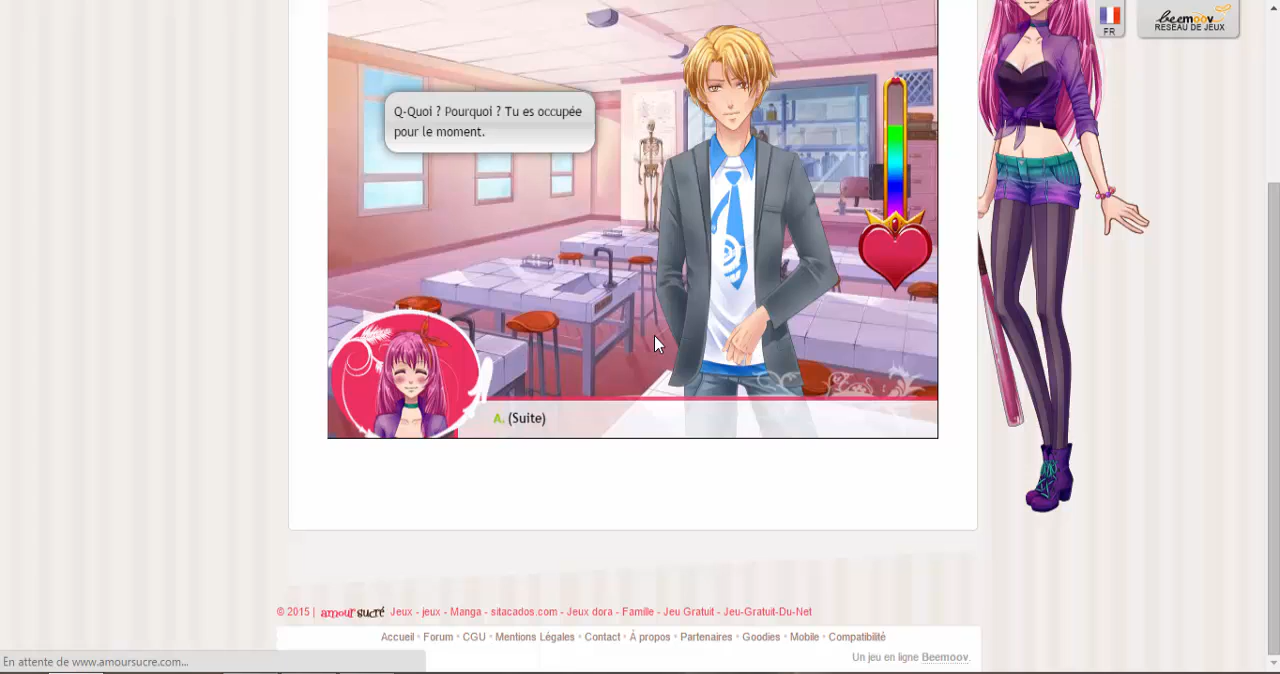 FR
beemoov
RESEAU DE JEUX
Q-Quoi ? Pourquoi ? Tu es occupée
pour le moment.
A. (Suite)
© 2015 | amour sucré Jeux - jeux - Manga - sitacados.com - Jeux dora - Famille - Jeu Gratuit - Jeu-Gratuit-Du-Net
Accueil • Forum • CGU • Mentions Légales • Contact • Á propos • Partenaires • Goodies • Mobile • Compatibilité
Un jeu en ligne Beemoov.
En attente de www.amoursucre.com...